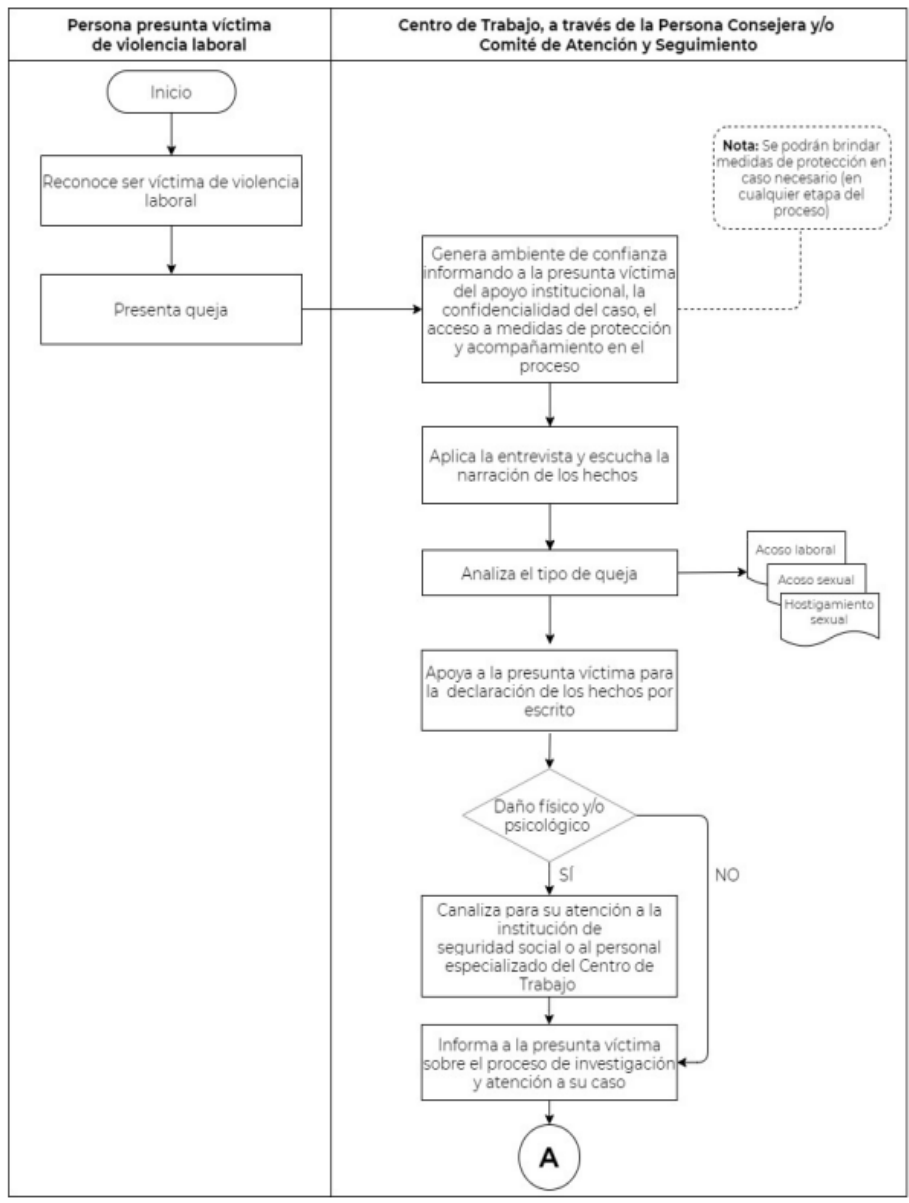 Persona presunta víctima
de violencia laboral
Centro de Trabajo, a través de la Persona Consejera y/o
Comité de Atención y Seguimiento
Inicio
Reconoce ser víctima de violencia
laboral
Presenta queja
Nota: Se podrán brindar
medidas de protección en
caso necesario (en
cualquier etapa del
proceso)
Genera ambiente de confianza
informando a la presunta víctima
del apoyo institucional, la
confidencialidad del caso, el
acceso a medidas de protección
y acompañamiento en el
proceso
Aplica la entrevista y escucha la
narración de los hechos
Analiza el tipo de queja
Acoso laboral
Acoso sexual
Hostigamiento
sexual
Apoya a la presunta víctima para
la declaración de los hechos por
escrito
Daño físico y/o
psicológico
SÍ
NO
Canaliza para su atención a la
institución de
seguridad social o al personal
especializado del Centro de
Trabajo
Informa a la presunta víctima
sobre el proceso de investigación
y atención a su caso
A